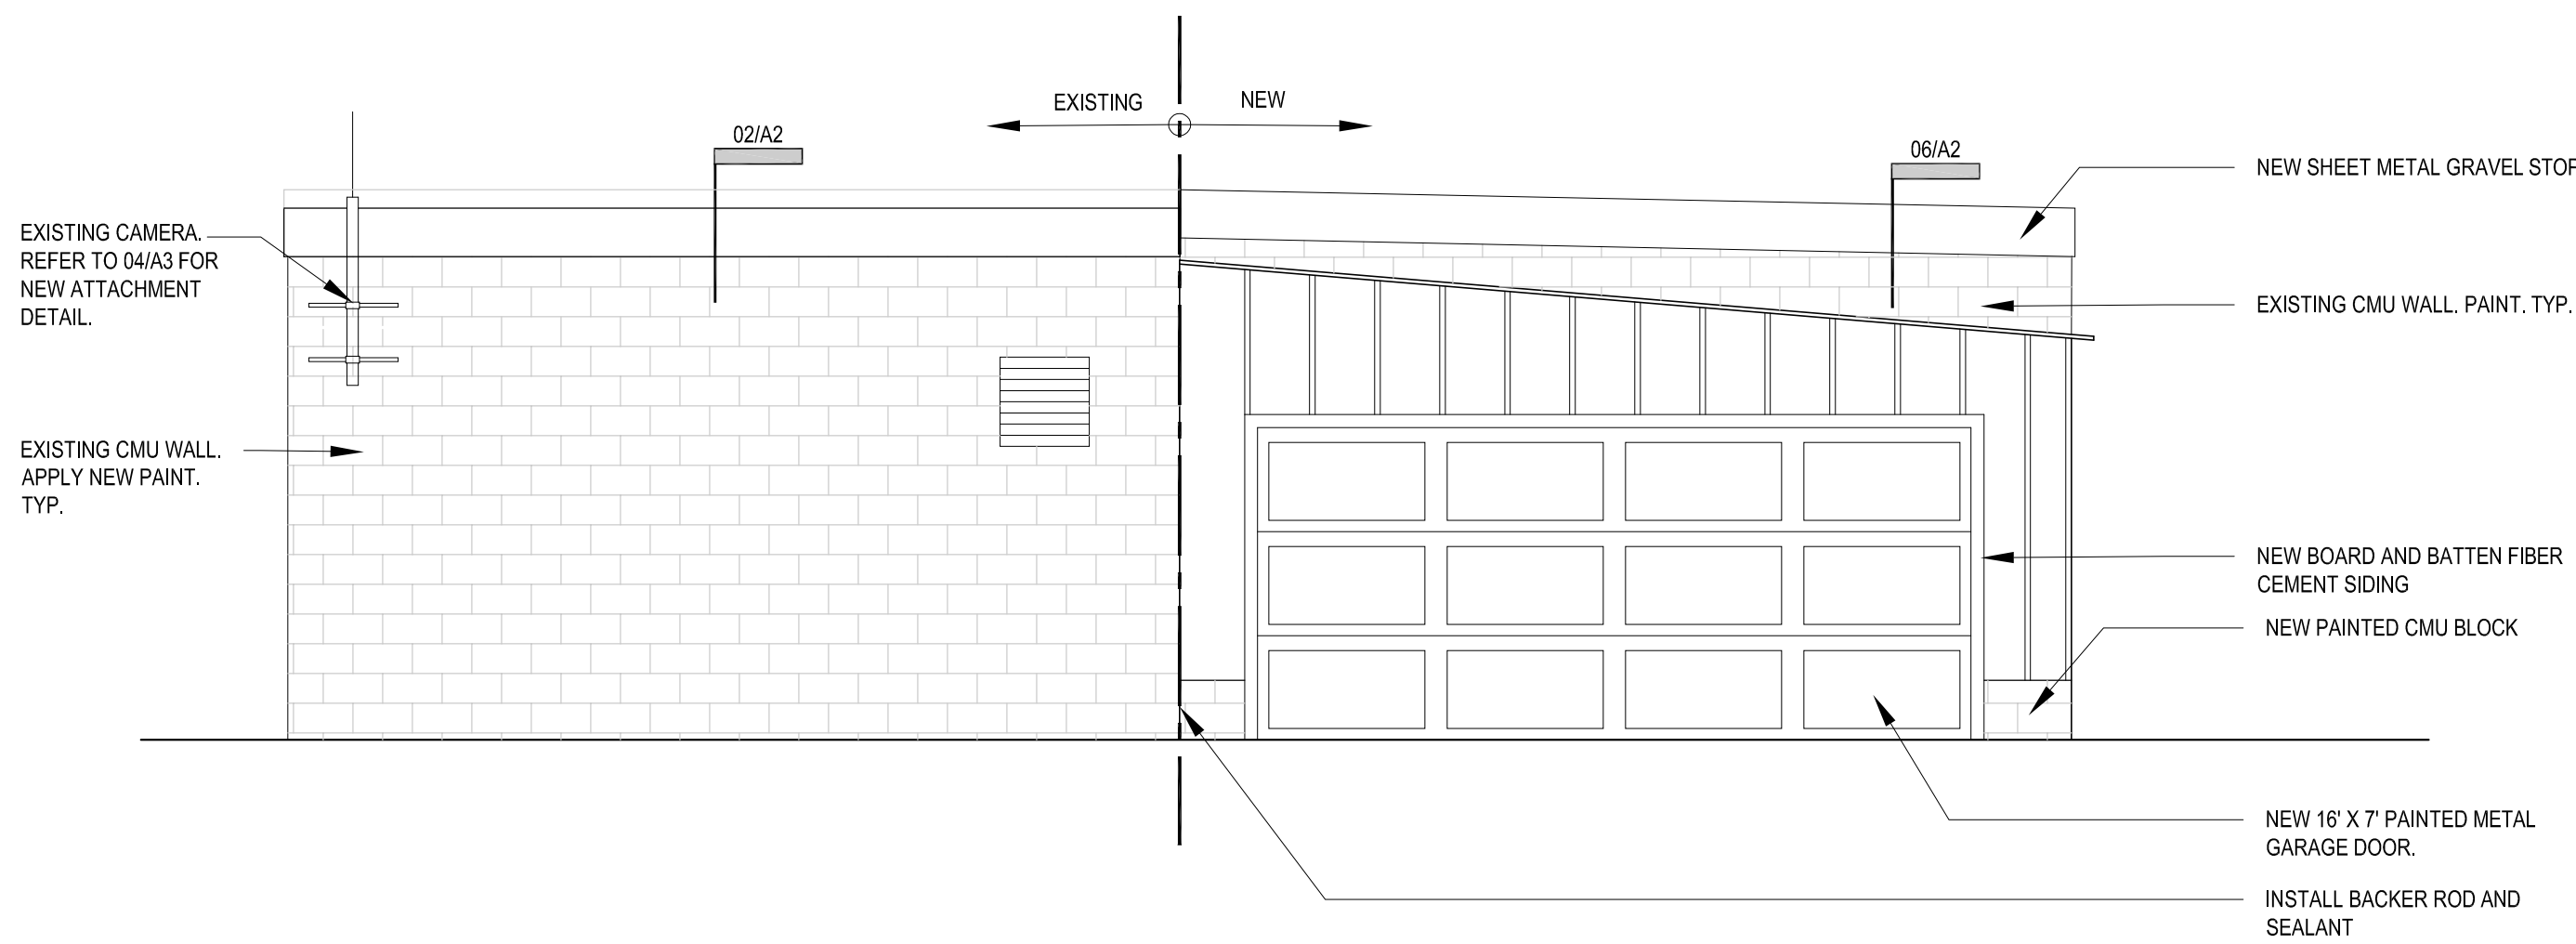 EXISTING
NEW
02/A2
06/A2
NEW SHEET METAL GRAVEL STOP
EXISTING CAMERA.
REFER TO 04/A3 FOR
NEW ATTACHMENT
DETAIL.
EXISTING CMU WALL. PAINT. TYP.
EXISTING CMU WALL.
APPLY NEW PAINT.
TYP.
NEW BOARD AND BATTEN FIBER
CEMENT SIDING
NEW PAINTED CMU BLOCK
NEW 16' X 7' PAINTED METAL
GARAGE DOOR.
INSTALL BACKER ROD AND
SEALANT